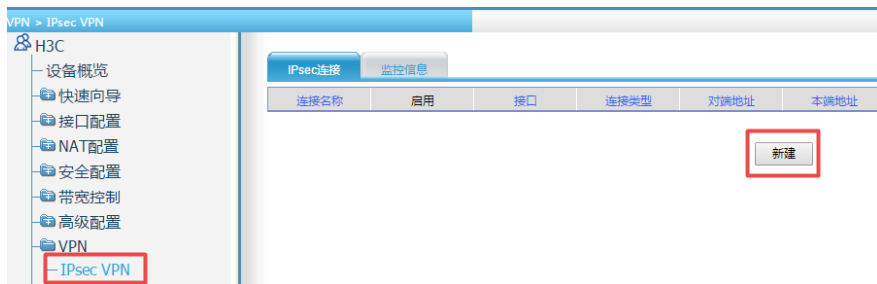 VPN > IPsec VPN
H3C
设备概览
快速向导
接口配置
NAT配置
安全配置
带宽控制
高级配置
VPN
IPsec VPN
IPsec连接 监控信息
连接名称 启用 接口 连接类型 对端地址 本端地址
新建